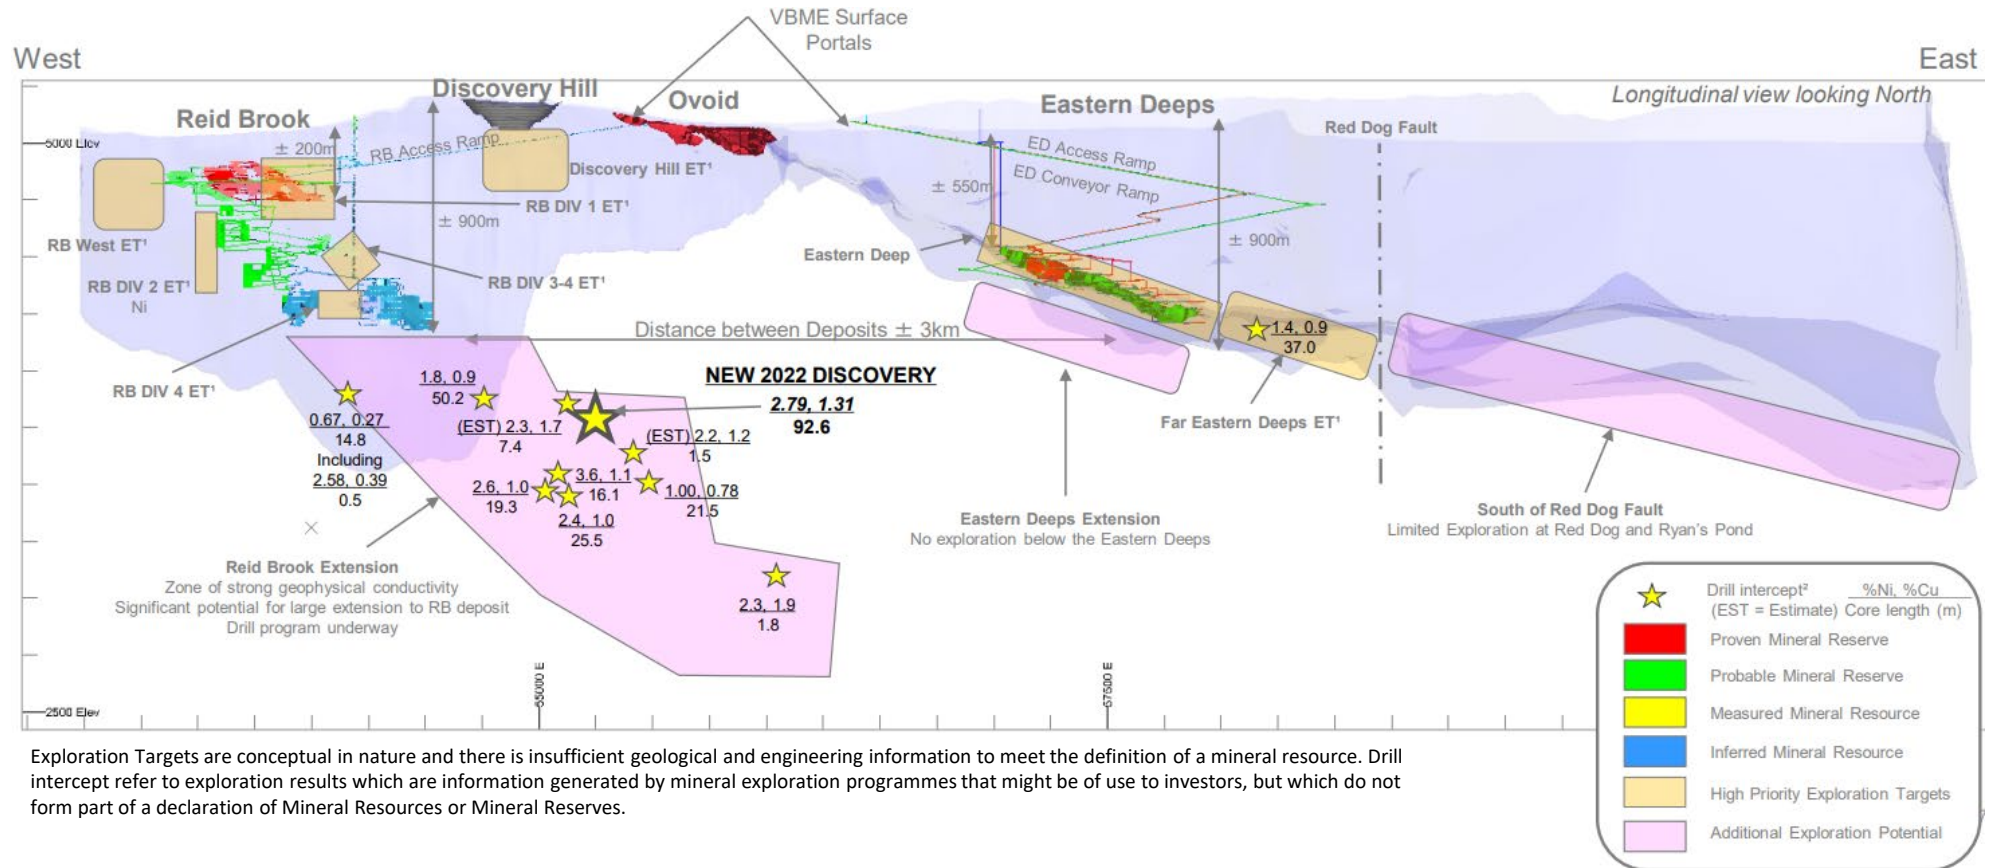 VBME Surface
Portals
West
East
Discovery Hill
Longitudinal view looking North
Reid Brook
Ovoid
Eastern Deeps
Red Dog Fault
5000 Elev
± 200m
RB Access Ramp
ED Access Ramp
Discovery Hill ET¹
ED Conveyor Ramp
± 550m
RB DIV 1 ET¹
± 900m
± 900m
RB West ET¹
Eastern Deep
RB DIV 2 ET¹
Ni
RB DIV 3-4 ET¹
Distance between Deposits ± 3km
1.4, 0.9
37.0
RB DIV 4 ET¹
1.8, 0.9
50.2
NEW 2022 DISCOVERY
2.79, 1.31
92.6
0.67, 0.27
14.8
Including
2.58, 0.39
0.5
(EST) 2.3, 1.7
7.4
(EST) 2.2, 1.2
1.5
Far Eastern Deeps ET¹
3.6, 1.1
16.1
2.6, 1.0
19.3
1.00, 0.78
21.5
2.4, 1.0
25.5
Eastern Deeps Extension
No exploration below the Eastern Deeps
South of Red Dog Fault
Limited Exploration at Red Dog and Ryan's Pond
Reid Brook Extension
Zone of strong geophysical conductivity
Significant potential for large extension to RB deposit
Drill program underway
2.3, 1.9
1.8
55000 E
57500 E
2500 Elev
Drill intercept² %Ni, %Cu
(EST = Estimate) Core length (m)
Proven Mineral Reserve
Probable Mineral Reserve
Measured Mineral Resource
Inferred Mineral Resource
High Priority Exploration Targets
Additional Exploration Potential
Exploration Targets are conceptual in nature and there is insufficient geological and engineering information to meet the definition of a mineral resource. Drill
intercept refer to exploration results which are information generated by mineral exploration programmes that might be of use to investors, but which do not
form part of a declaration of Mineral Resources or Mineral Reserves.